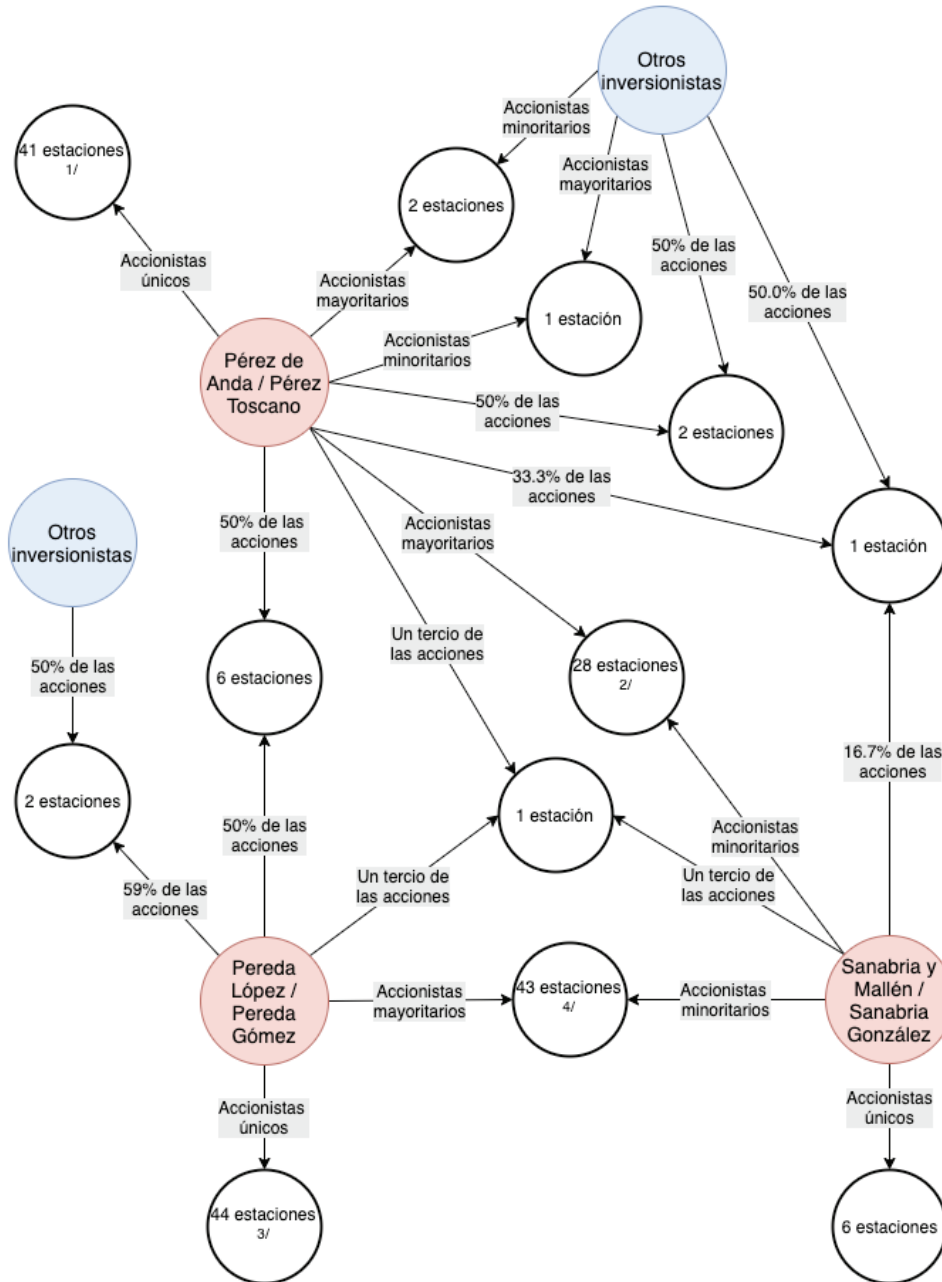 Otros
inversionistas
Accionistas
minoritarios
41 estaciones
1/
Accionistas
mayoritarios
2 estaciones
Accionistas
únicos
Accionistas
mayoritarios
50% de las
acciones
50.0% de las
acciones
1 estación
Accionistas
minoritarios
Pérez de
Anda / Pérez
Toscano
50% de las
acciones
2 estaciones
33.3% de las
acciones
Otros
inversionistas
50% de las
acciones
Accionistas
mayoritarios
1 estación
Un tercio de
las acciones
50% de las
acciones
6 estaciones
28 estaciones
2/
16.7% de las
acciones
2 estaciones
50% de las
acciones
1 estación
Accionistas
minoritarios
Un tercio de
las acciones
Un tercio de
las acciones
59% de las
acciones
Pereda
López /
Pereda
Gómez
Accionistas
mayoritarios
43 estaciones
4/
Accionistas
minoritarios
Sanabria y
Mallén /
Sanabria
González
Accionistas
únicos
Accionistas
únicos
44 estaciones
3/
6 estaciones